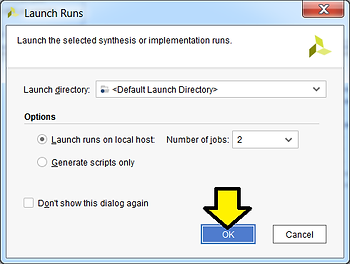 Launch Runs
Launch the selected synthesis or implementation runs.
Launch directory: <Default Launch Directory>
Options
Launch runs on local host: Number of jobs: 2
Generate scripts only
Don't show this dialog again
OK Cancel